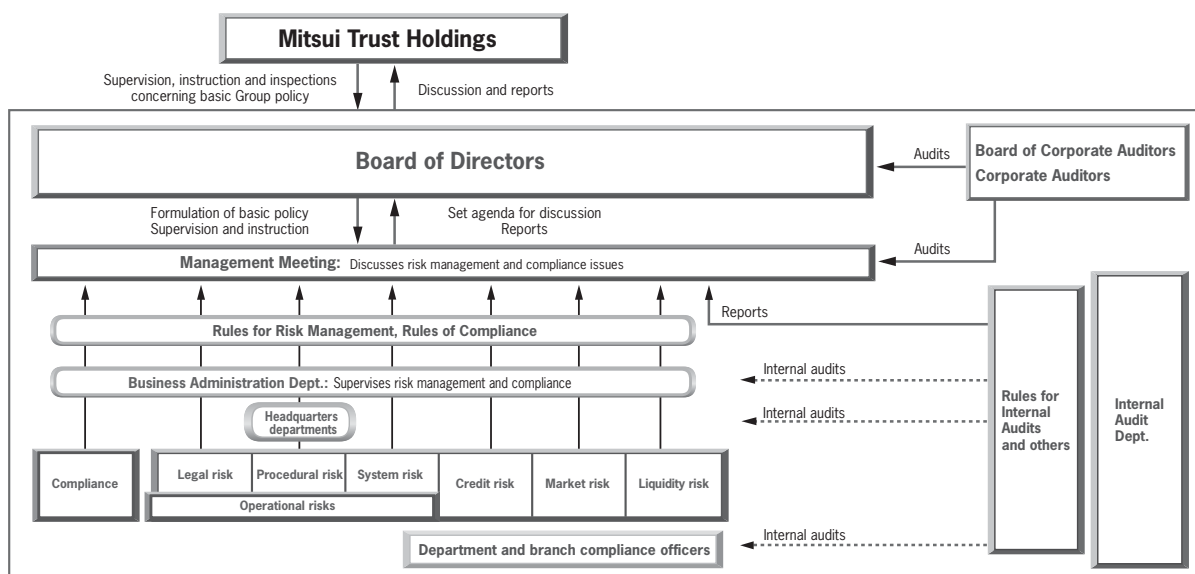 Mitsui Trust Holdings
Supervision, instruction and inspections
concerning basic Group policy
Discussion and reports
Board of Directors
Audits
Board of Corporate Auditors
Corporate Auditors
Formulation of basic policy
Supervision and instruction
Set agenda for discussion
Reports
Management Meeting: Discusses risk management and compliance issues
Audits
Reports
Rules for Risk Management, Rules of Compliance
Business Administration Dept.: Supervises risk management and compliance
Internal audits
Headquarters
departments
Internal audits
Rules for
Internal
Audits
and others
Internal
Audit
Dept.
Compliance
Legal risk
Procedural risk
System risk
Credit risk
Market risk
Liquidity risk
Operational risks
Internal audits
Department and branch compliance officers